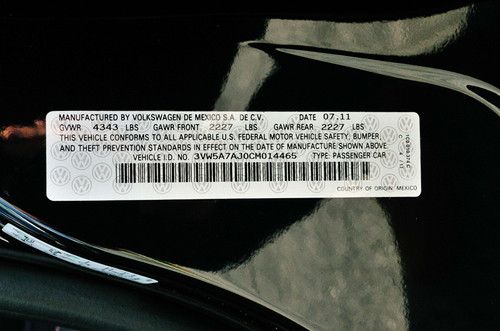 MANUFACTURED BY VOLKSWAGEN DE MEXICO S.A. DE C.V. DATE 07.11
GVWR 4343 LBS GAWR FRONT 2227 LBS GAWR REAR 2227 LBS
THIS VEHICLE CONFORMS TO ALL APPLICABLE U.S. FEDERAL MOTOR VEHICLE SAFETY, BUMPER,
AND THEFT PREVENTION STANDARDS IN EFFECT ON THE DATE OF MANUFACTURE SHOWN ABOVE.
VEHICLE I.D. NO. 3VW5A7AJ0CM014465 TYPE: PASSENGER CAR
COUNTRY OF ORIGIN: MEXICO